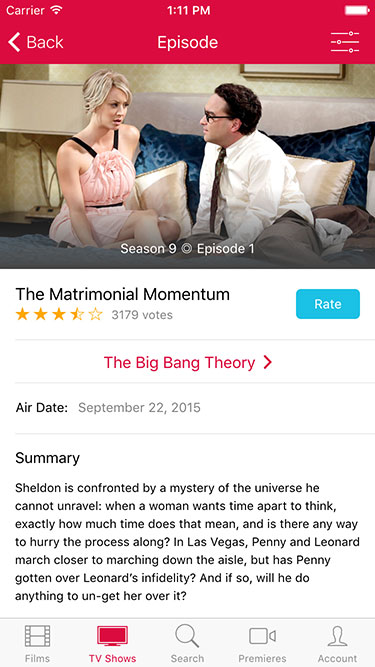 Carrier 1:11 PM
Back Episode
Season 9 ◎ Episode 1
The Matrimonial Momentum
Rate
3179 votes
The Big Bang Theory
Air Date: September 22, 2015
Summary
Sheldon is confronted by a mystery of the universe he
cannot unravel: when a woman wants time apart to think,
exactly how much time does that mean, and is there any way
to hurry the process along? In Las Vegas, Penny and Leonard
march closer to marching down the aisle, but has Penny
gotten over Leonard’s infidelity? And if so, will he do
anything to un-get her over it?
Films TV Shows Search Premieres Account